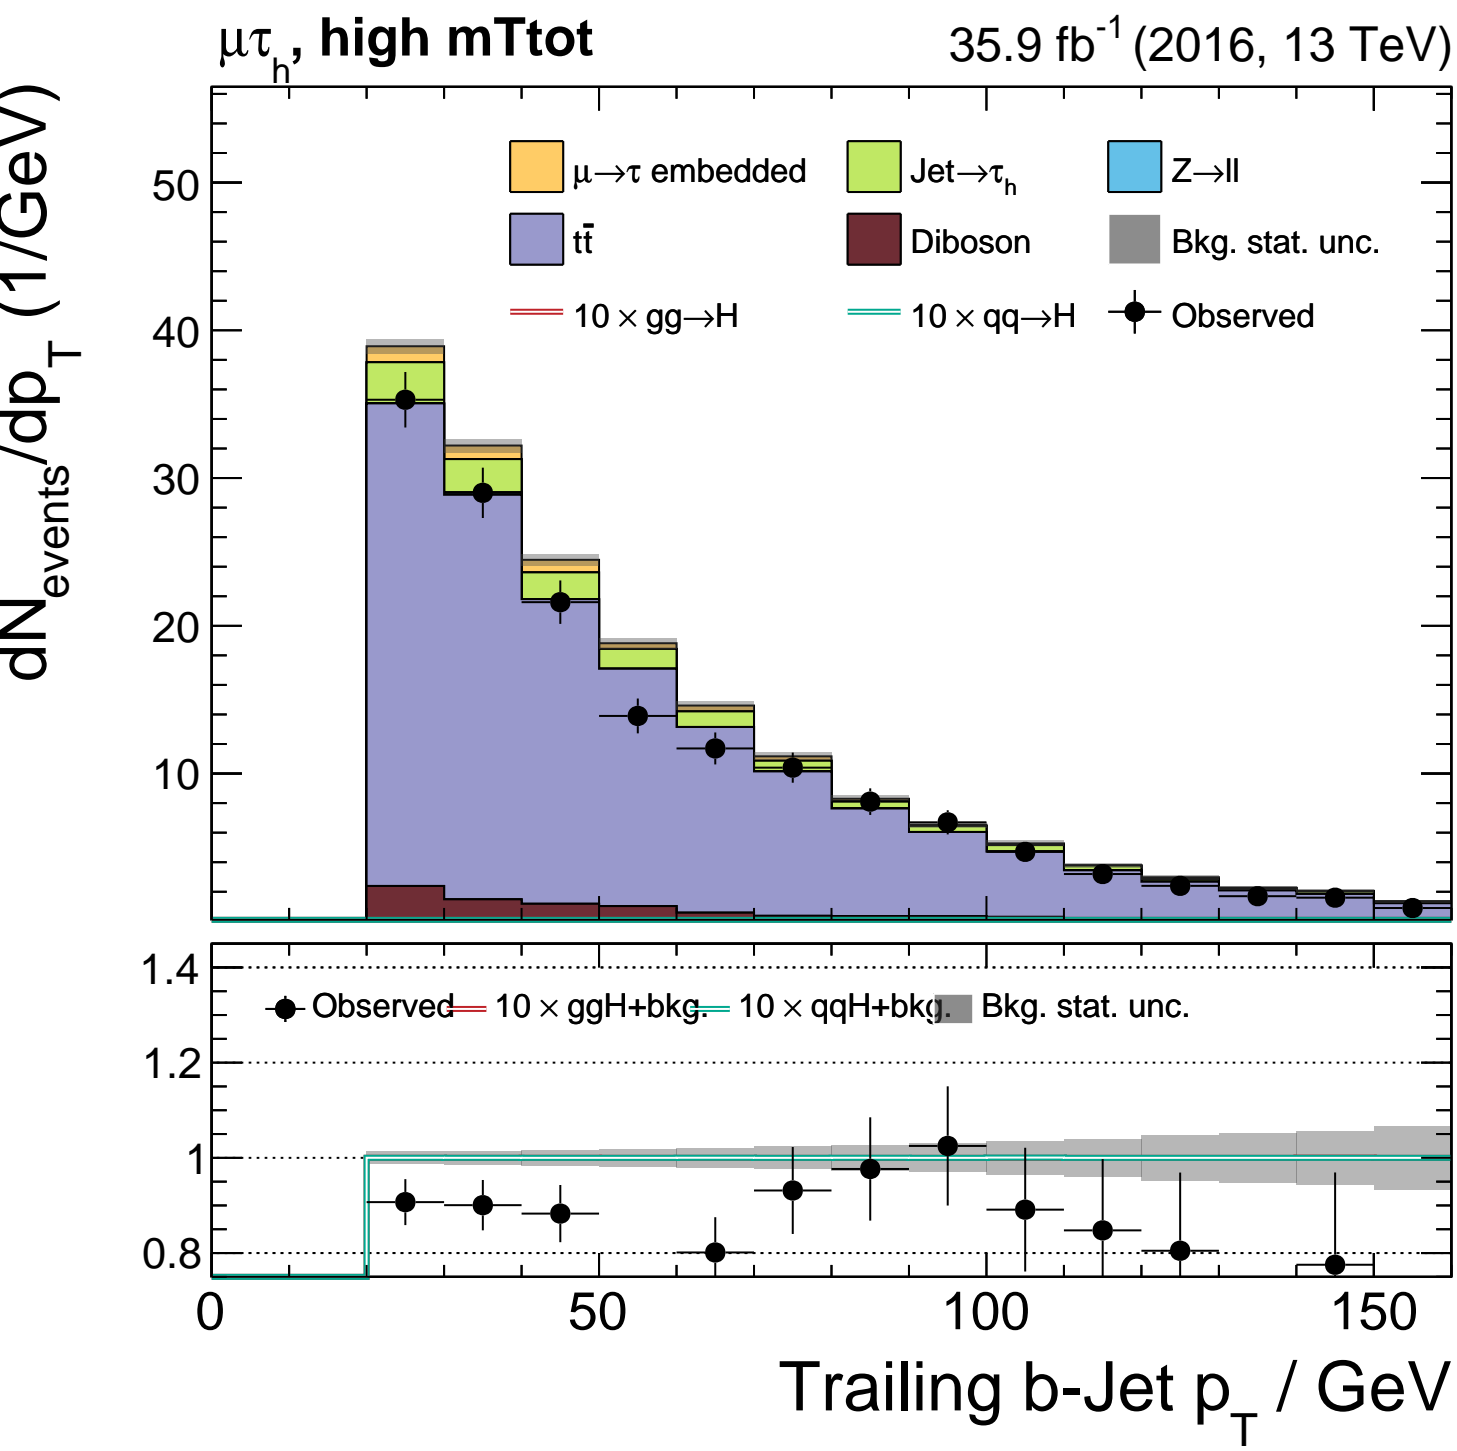 μτh, high mTtot 35.9 fb⁻¹ (2016, 13 TeV)
dNevents/dpT (1/GeV)
50
40
30
20
10
μ→τ embedded Jet→τh Z→ll
tt̄ Diboson Bkg. stat. unc.
10 × gg→H 10 × qq→H Observed
1.4
1.2
1
0.8
Observed 10 × ggH+bkg. 10 × qqH+bkg. Bkg. stat. unc.
0 50 100 150
Trailing b-Jet pT / GeV